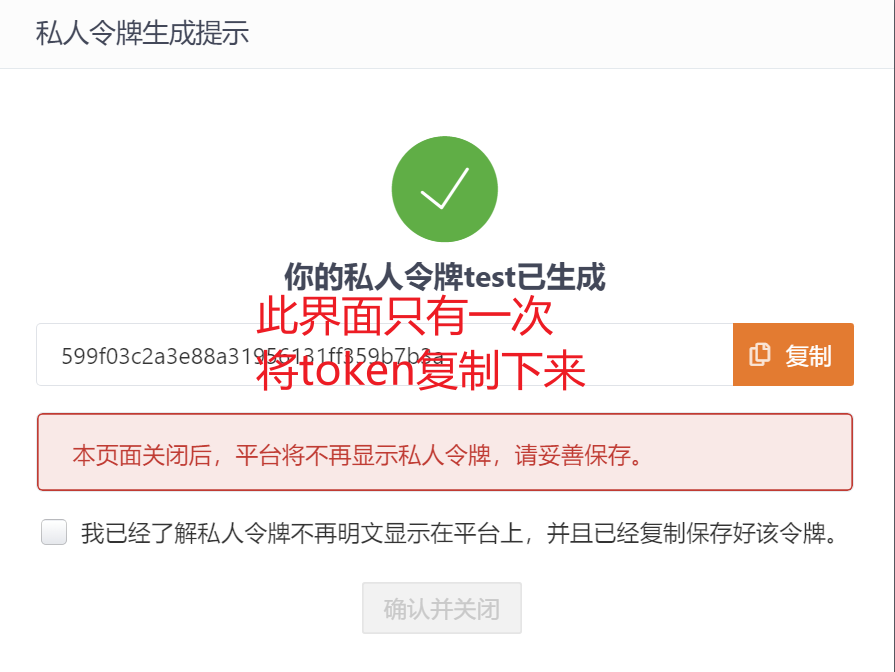 私人令牌生成提示
你的私人令牌test已生成
此界面只有一次
599f03c2a3e88a31956131ff359b7b3a
复制
将token复制下来
本页面关闭后，平台将不再显示私人令牌，请妥善保存。
我已经了解私人令牌不再明文显示在平台上，并且已经复制保存好该令牌。
确认并关闭